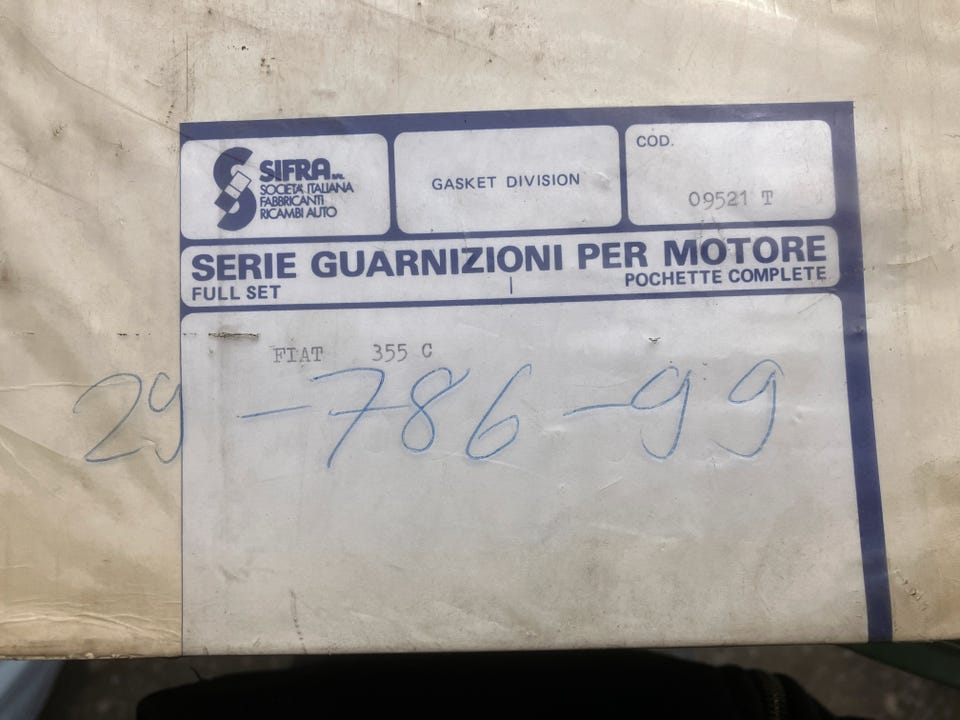 SIFRA s.r.l.
SOCIETÀ ITALIANA
FABBRICANTI
RICAMBI AUTO
GASKET DIVISION
COD.
09521 T
SERIE GUARNIZIONI PER MOTORE
FULL SET
POCHETTE COMPLETE
FIAT 355 C
29-786-99